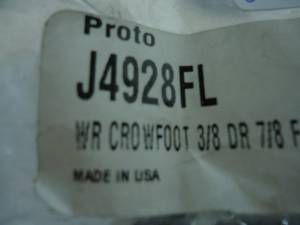 Proto
J4928FL
WR CROWFOOT 3/8 DR 7/8 F
MADE IN USA